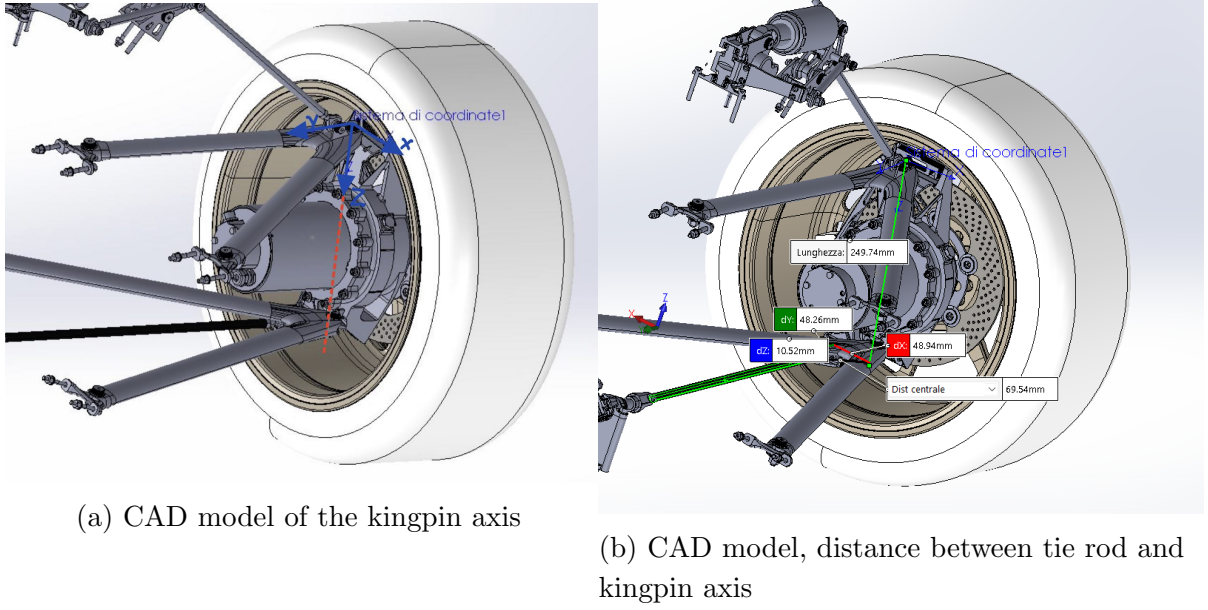 Y
sistema di coordinate1
X
Z
(a) CAD model of the kingpin axis
sistema di coordinate1
Lunghezza: 249.74mm
Z
X
dY: 48.26mm
dZ: 10.52mm
dX: 48.94mm
Dist centrale 69.54mm
(b) CAD model, distance between tie rod and
kingpin axis